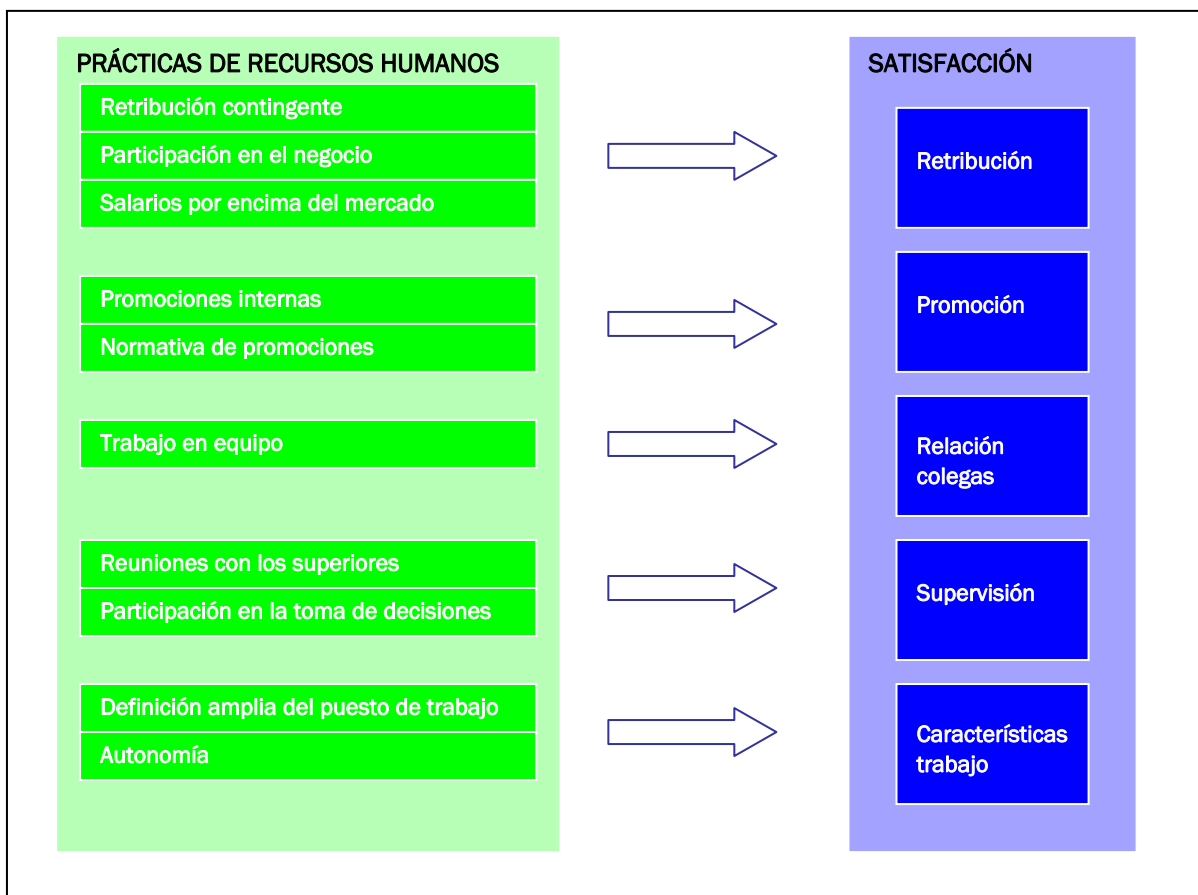 PRÁCTICAS DE RECURSOS HUMANOS
Retribución contingente
Participación en el negocio
Salarios por encima del mercado
Promociones internas
Normativa de promociones
Trabajo en equipo
Reuniones con los superiores
Participación en la toma de decisiones
Definición amplia del puesto de trabajo
Autonomía
SATISFACCIÓN
Retribución
Promoción
Relación
colegas
Supervisión
Características
trabajo